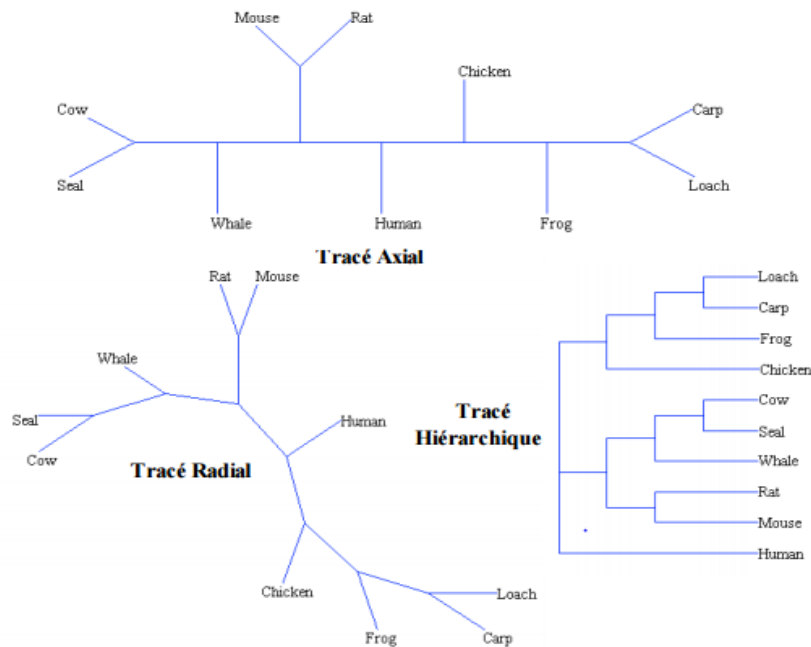 Mouse
Rat
Chicken
Cow
Carp
Seal
Loach
Whale
Human
Frog
Tracé Axial
Rat
Mouse
Whale
Seal
Human
Cow
Tracé Radial
Chicken
Loach
Frog
Carp
Loach
Carp
Frog
Chicken
Tracé
Hiérarchique
Cow
Seal
Whale
Rat
Mouse
Human